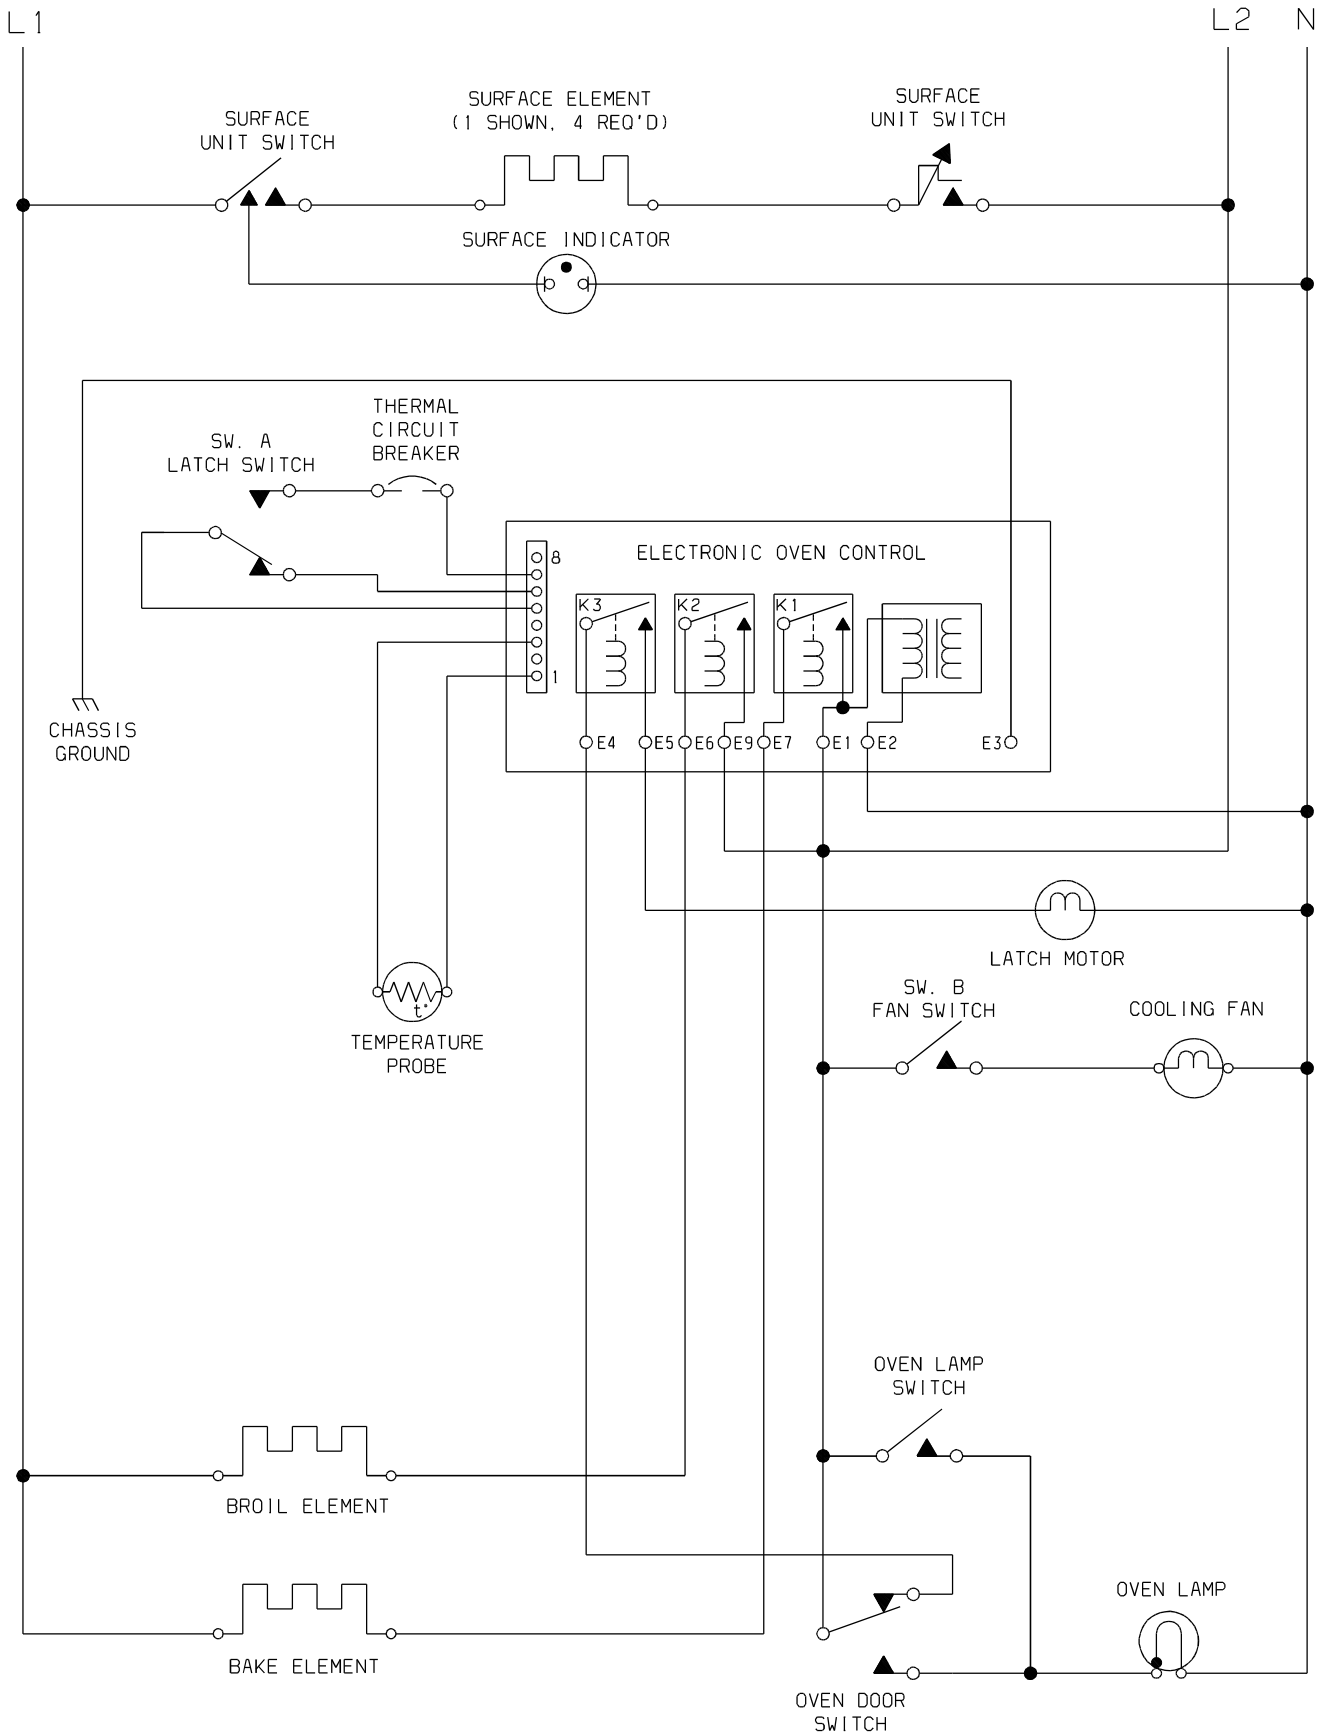 L1
L2 N
SURFACE
UNIT SWITCH
SURFACE ELEMENT
(1 SHOWN, 4 REQ'D)
SURFACE
UNIT SWITCH
SURFACE INDICATOR
THERMAL
CIRCUIT
BREAKER
SW. A
LATCH SWITCH
8
ELECTRONIC OVEN CONTROL
K3
K2
K1
1
CHASSIS
GROUND
E4
E5
E6
E9
E7
E1
E2
E3
LATCH MOTOR
SW. B
FAN SWITCH
COOLING FAN
t°
TEMPERATURE
PROBE
OVEN LAMP
SWITCH
BROIL ELEMENT
OVEN LAMP
BAKE ELEMENT
OVEN DOOR
SWITCH